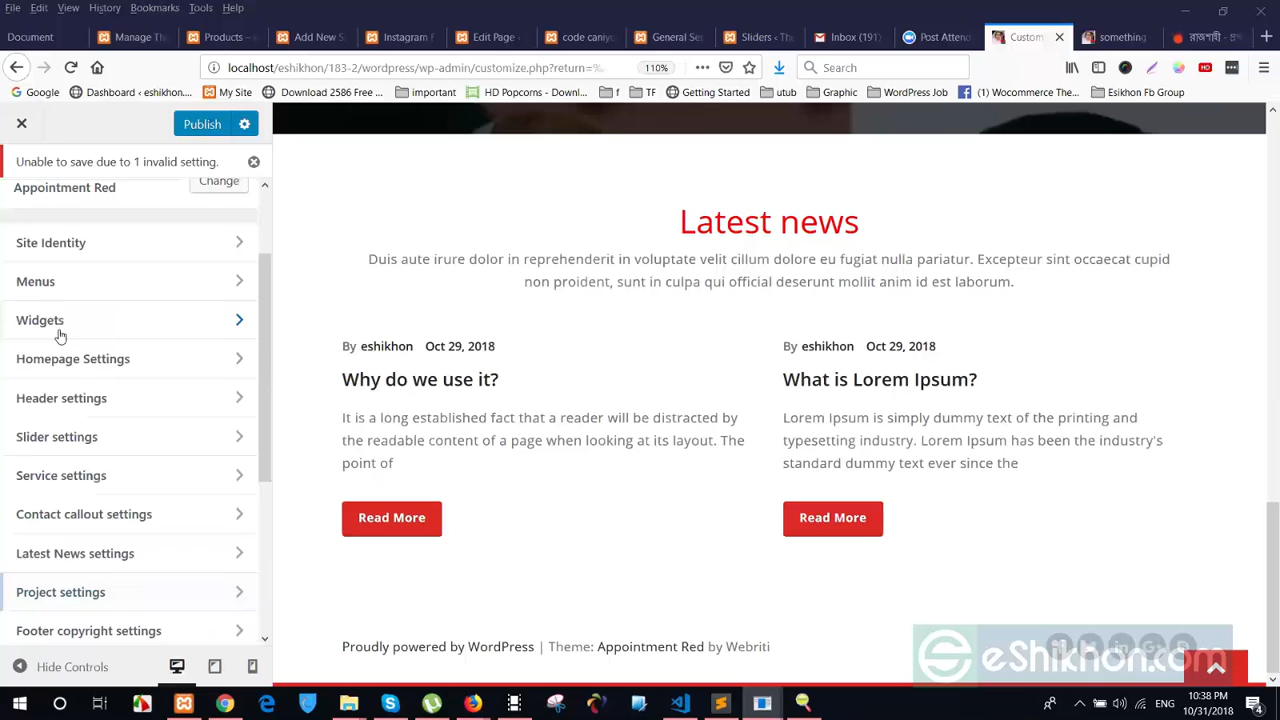 File Edit View History Bookmarks Tools Help
Document
Manage Th
Products –
Add New S
Instagram F
Edit Page
code caniyo
General Se
Sliders ‹ Th
Inbox (191)
Post Attend
Custom
something
localhost/eshikhon/183-2/wordpress/wp-admin/customize.php?return=%
110%
Search
Google
Dashboard ‹ eshikhon...
My Site
Download 2586 Free ...
important
HD Popcorns - Downl...
f
TF
Getting Started
utub
Graphic
WordPress Job
(1) Wocommerce The...
Esikhon Fb Group
Publish
Unable to save due to 1 invalid setting.
Appointment Red
Change
Site Identity
Menus
Widgets
Homepage Settings
Header settings
Slider settings
Service settings
Contact callout settings
Latest News settings
Project settings
Footer copyright settings
Hide Controls
Latest news
Duis aute irure dolor in reprehenderit in voluptate velit cillum dolore eu fugiat nulla pariatur. Excepteur sint occaecat cupid
non proident, sunt in culpa qui official deserunt mollit anim id est laborum.
By eshikhon Oct 29, 2018
Why do we use it?
It is a long established fact that a reader will be distracted by
the readable content of a page when looking at its layout. The
point of
Read More
By eshikhon Oct 29, 2018
What is Lorem Ipsum?
Lorem Ipsum is simply dummy text of the printing and
typesetting industry. Lorem Ipsum has been the industry's
standard dummy text ever since the
Read More
Proudly powered by WordPress | Theme: Appointment Red by Webriti
eShikhon.com
ENG
10:38 PM
10/31/2018